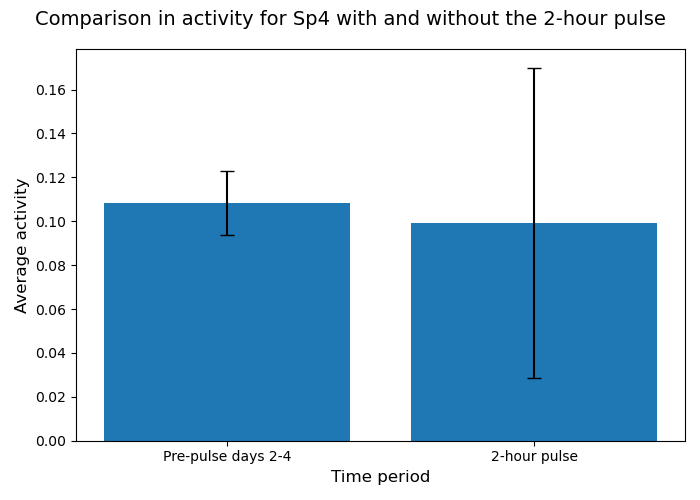 Comparison in activity for Sp4 with and without the 2-hour pulse
Average activity
0.16
0.14
0.12
0.10
0.08
0.06
0.04
0.02
0.00
Pre-pulse days 2-4
2-hour pulse
Time period